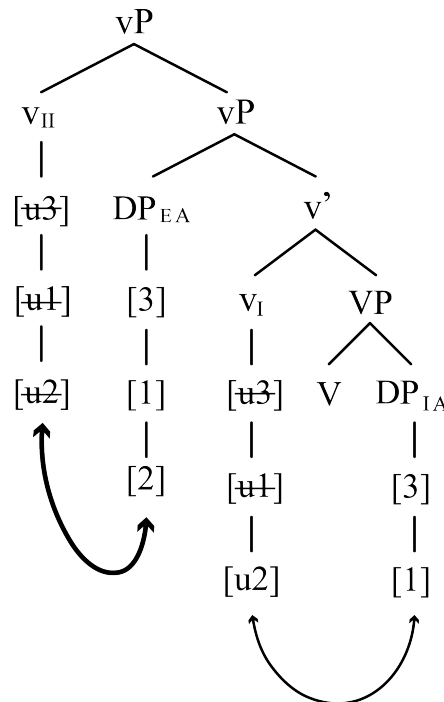 vP
vII vP
[u3] DPEA v’
[u1] [3] vI VP
[u2] [1] [u3] V DPIA
[2] [u1] [3]
[u2] [1]